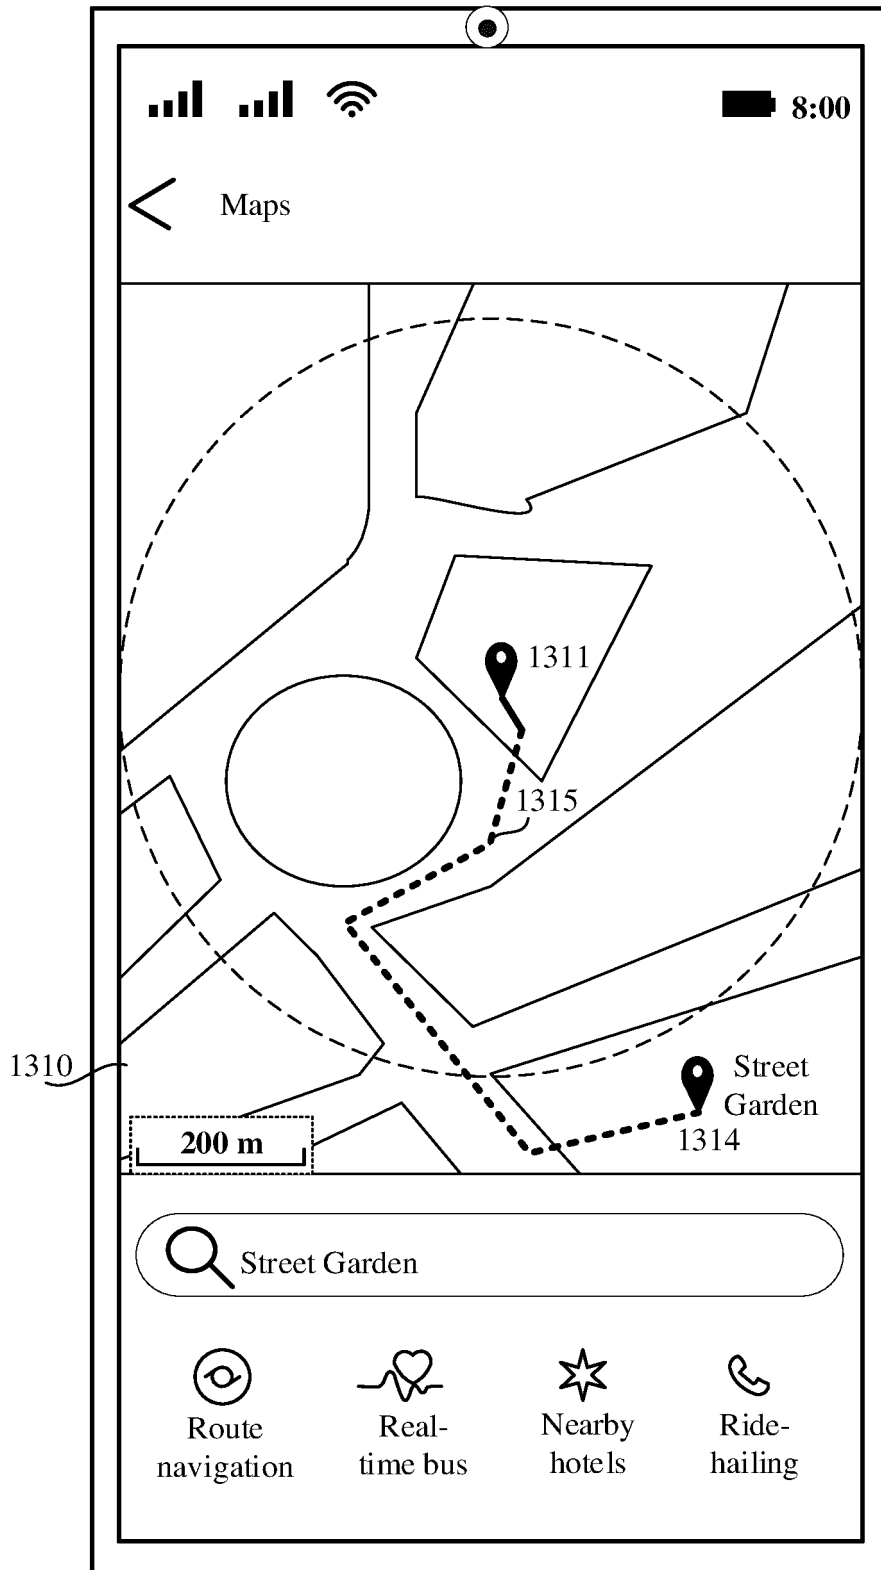 8:00
Maps
1311
1315
1310
Street
Garden
1314
200 m
Street Garden
Route
navigation
Real-
time bus
Nearby
hotels
Ride-
hailing